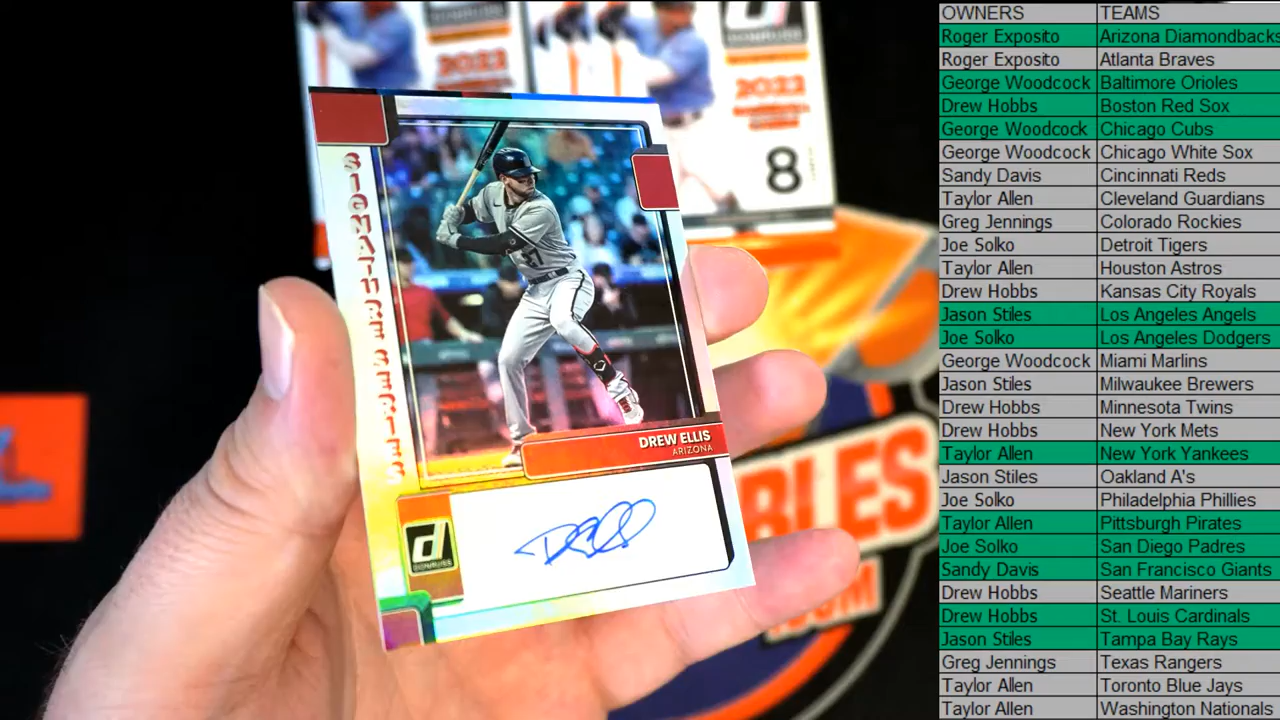 DONRUSS
2022
2022
8
SIGNATURE SERIES
DREW ELLIS
ARIZONA
DONRUSS
BLES
.COM
OWNERS TEAMS
Roger Exposito Arizona Diamondbacks
Roger Exposito Atlanta Braves
George Woodcock Baltimore Orioles
Drew Hobbs Boston Red Sox
George Woodcock Chicago Cubs
George Woodcock Chicago White Sox
Sandy Davis Cincinnati Reds
Taylor Allen Cleveland Guardians
Greg Jennings Colorado Rockies
Joe Solko Detroit Tigers
Taylor Allen Houston Astros
Drew Hobbs Kansas City Royals
Jason Stiles Los Angeles Angels
Joe Solko Los Angeles Dodgers
George Woodcock Miami Marlins
Jason Stiles Milwaukee Brewers
Drew Hobbs Minnesota Twins
Drew Hobbs New York Mets
Taylor Allen New York Yankees
Jason Stiles Oakland A's
Joe Solko Philadelphia Phillies
Taylor Allen Pittsburgh Pirates
Joe Solko San Diego Padres
Sandy Davis San Francisco Giants
Drew Hobbs Seattle Mariners
Drew Hobbs St. Louis Cardinals
Jason Stiles Tampa Bay Rays
Greg Jennings Texas Rangers
Taylor Allen Toronto Blue Jays
Taylor Allen Washington Nationals